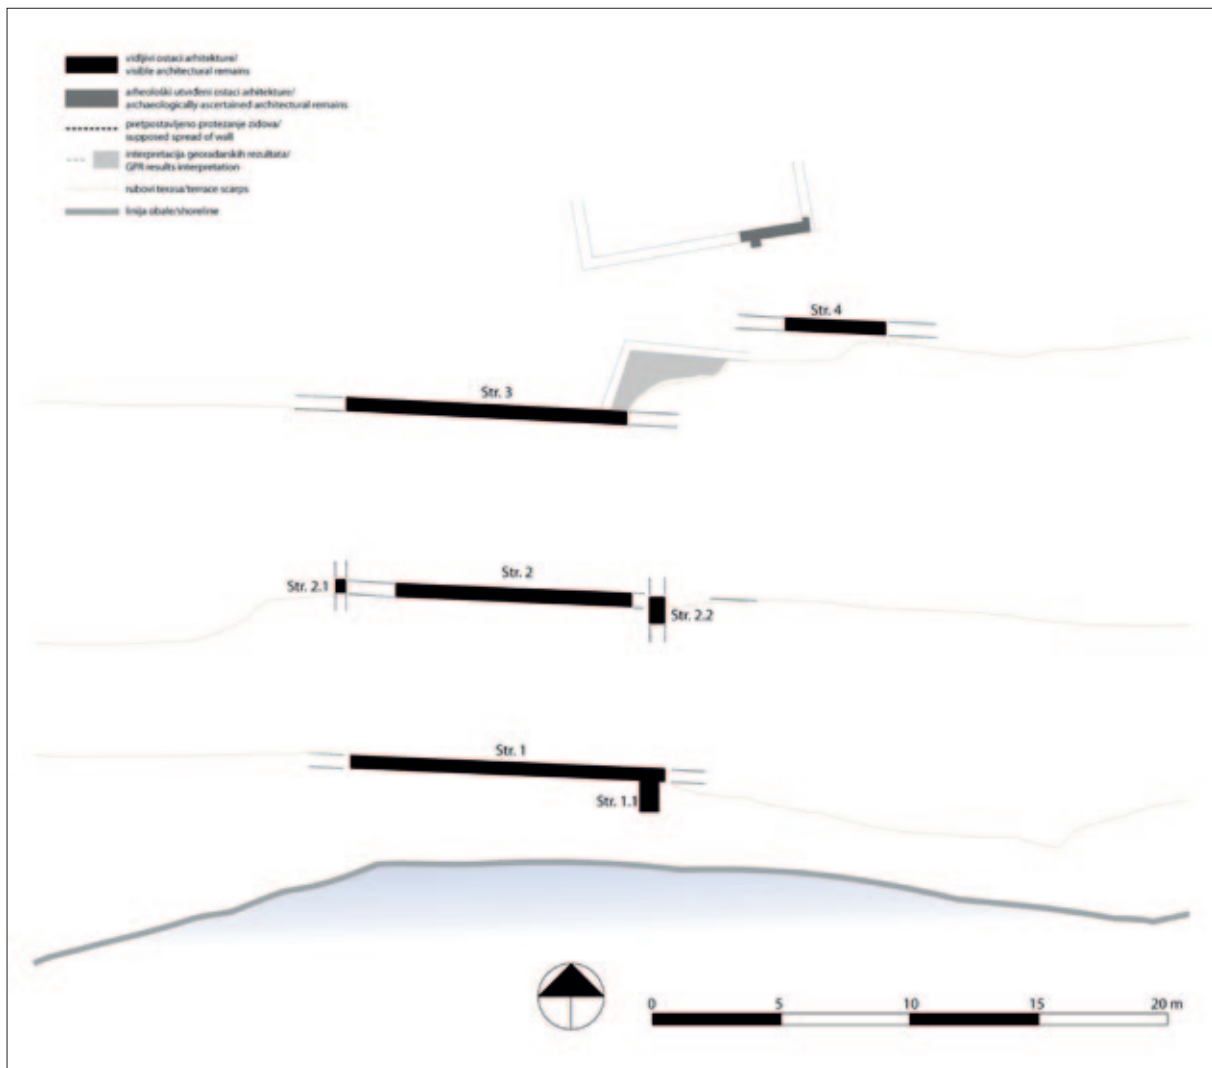 vidljivi ostaci arhitekture/
visible architectural remains
arheološki utvrđeni ostaci arhitekture/
archaeologically ascertained architectural remains
pretpostavljeno protezanje zidova/
supposed spread of wall
interpretacija georadarskih rezultata/
GPR results interpretation
rubovi terasa/terrace scarps
linija obale/shoreline
Str. 4
Str. 3
Str. 2
Str. 2.1
Str. 2.2
Str. 1
Str. 1.1
0 5 10 15 20 m